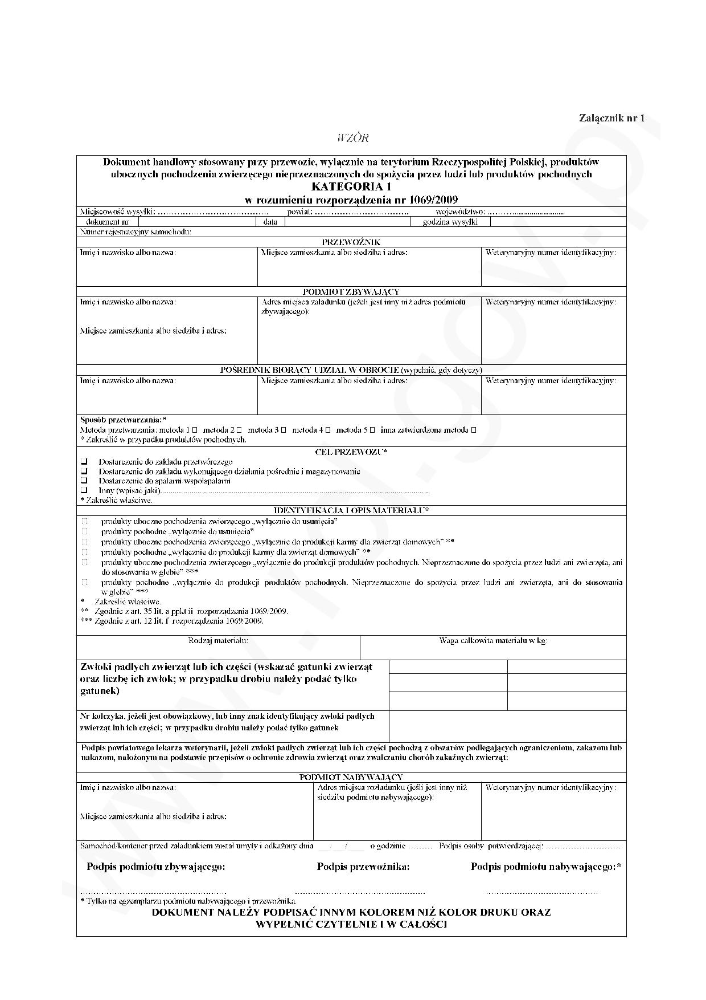 Załącznik nr 1
WZÓR
Dokument handlowy stosowany przy przewozie, wyłącznie na terytorium Rzeczypospolitej Polskiej, produktów
ubocznych pochodzenia zwierzęcego nieprzeznaczonych do spożycia przez ludzi lub produktów pochodnych
KATEGORIA 1
w rozumieniu rozporządzenia nr 1069/2009
Miejscowość wysyłki: …………………………………. powiat: ……………………………. województwo: ………........................
dokument nr data godzina wysyłki
Numer rejestracyjny samochodu:
PRZEWOŹNIK
Imię i nazwisko albo nazwa: Miejsce zamieszkania albo siedziba i adres: Weterynaryjny numer identyfikacyjny:
PODMIOT ZBYWAJĄCY
Imię i nazwisko albo nazwa: Adres miejsca załadunku (jeżeli jest inny niż adres podmiotu Weterynaryjny numer identyfikacyjny:
zbywającego):
Miejsce zamieszkania albo siedziba i adres:
POŚREDNIK BIORĄCY UDZIAŁ W OBROCIE (wypełnić, gdy dotyczy)
Imię i nazwisko albo nazwa: Miejsce zamieszkania albo siedziba i adres: Weterynaryjny numer identyfikacyjny:
Sposób przetwarzania:*
Metoda przetwarzania: metoda 1 □ metoda 2 □ metoda 3 □ metoda 4 □ metoda 5 □ inna zatwierdzona metoda □
* Zakreślić w przypadku produktów pochodnych.
CEL PRZEWOZU*
❑ Dostarczenie do zakładu przetwórczego
❑ Dostarczenie do zakładu wykonującego działania pośrednie i magazynowanie
❑ Dostarczenie do spalarni współspalarni
❑ Inny (wpisać jaki)....................................................................................................
* Zakreślić właściwe.
IDENTYFIKACJA I OPIS MATERIAŁU*
□ produkty uboczne pochodzenia zwierzęcego „wyłącznie do usunięcia”
□ produkty pochodne „wyłącznie do usunięcia”
□ produkty uboczne pochodzenia zwierzęcego „wyłącznie do produkcji karmy dla zwierząt domowych” **
□ produkty pochodne „wyłącznie do produkcji karmy dla zwierząt domowych” **
□ produkty uboczne pochodzenia zwierzęcego „wyłącznie do produkcji produktów pochodnych. Nieprzeznaczone do spożycia przez ludzi ani zwierzęta, ani
do stosowania w glebie” ***
□ produkty pochodne „wyłącznie do produkcji produktów pochodnych. Nieprzeznaczone do spożycia przez ludzi ani zwierzęta, ani do stosowania
w glebie” ***
* Zakreślić właściwe.
** Zgodnie z art. 35 lit. a ppkt ii rozporządzenia 1069/2009.
*** Zgodnie z art. 12 lit. f rozporządzenia 1069/2009.
Rodzaj materiału: Waga całkowita materiału w kg:
Zwłoki padłych zwierząt lub ich części (wskazać gatunki zwierząt
oraz liczbę ich zwłok; w przypadku drobiu należy podać tylko
gatunek)
Nr kolczyka, jeżeli jest obowiązkowy, lub inny znak identyfikujący zwłoki padłych
zwierząt lub ich części; w przypadku drobiu należy podać tylko gatunek
Podpis powiatowego lekarza weterynarii, jeżeli zwłoki padłych zwierząt lub ich części pochodzą z obszarów podlegających ograniczeniom, zakazom lub
nakazom, nałożonym na podstawie przepisów o ochronie zdrowia zwierząt oraz zwalczaniu chorób zakaźnych zwierząt:
PODMIOT NABYWAJĄCY
Imię i nazwisko albo nazwa: Adres miejsca rozładunku (jeśli jest inny niż Weterynaryjny numer identyfikacyjny:
siedziba podmiotu nabywającego):
Miejsce zamieszkania albo siedziba i adres:
Samochód/kontener przed załadunkiem został umyty i odkażony dnia ___/___/____ o godzinie ……… Podpis osoby potwierdzającej: ………………………
Podpis podmiotu zbywającego: Podpis przewoźnika: Podpis podmiotu nabywającego:*
……………………………………………… ………………………………………… ……………………………………
* Tylko na egzemplarzu podmiotu nabywającego i przewoźnika.
DOKUMENT NALEŻY PODPISAĆ INNYM KOLOREM NIŻ KOLOR DRUKU ORAZ
WYPEŁNIĆ CZYTELNIE I W CAŁOŚCI